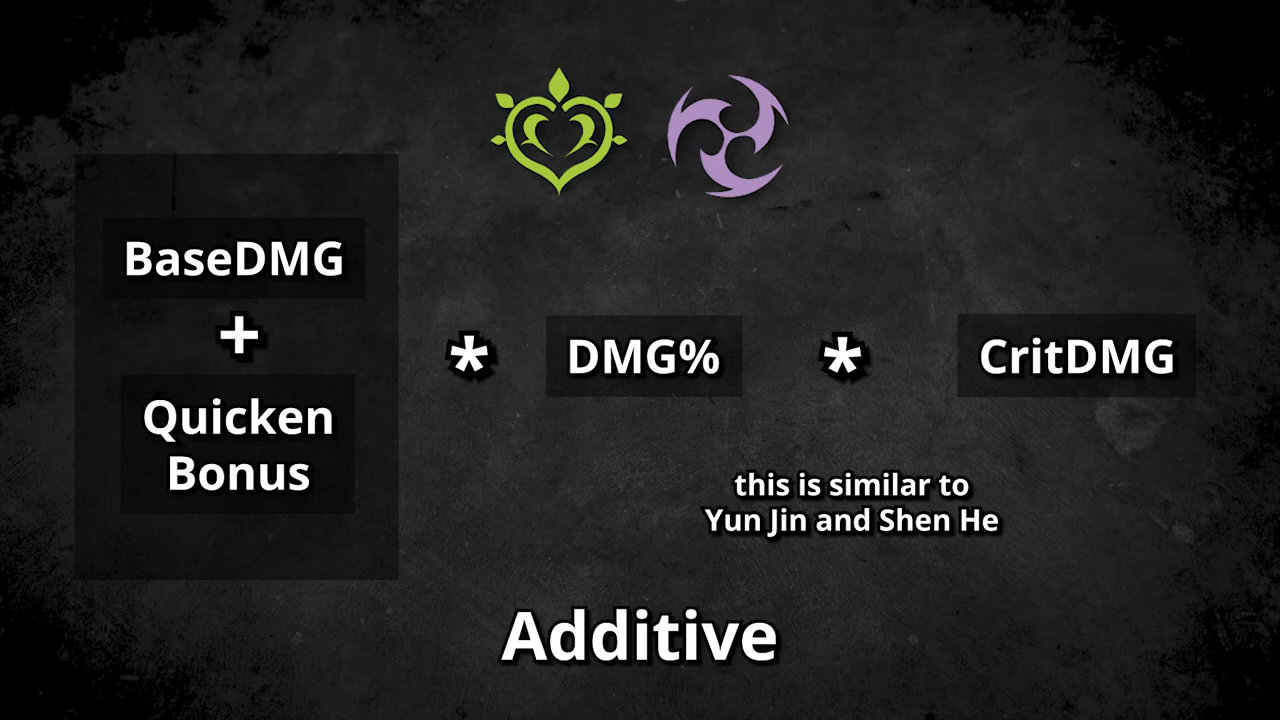 BaseDMG
+
Quicken
Bonus
* DMG% * CritDMG
this is similar to
Yun Jin and Shen He
Additive